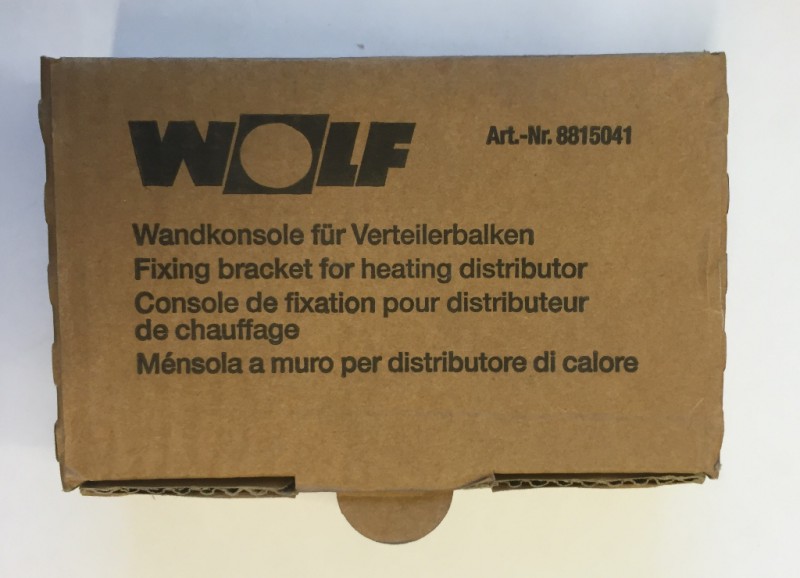 WOLF
Art.-Nr. 8815041
Wandkonsole für Verteilerbalken
Fixing bracket for heating distributor
Console de fixation pour distributeur
de chauffage
Ménsola a muro per distributore di calore